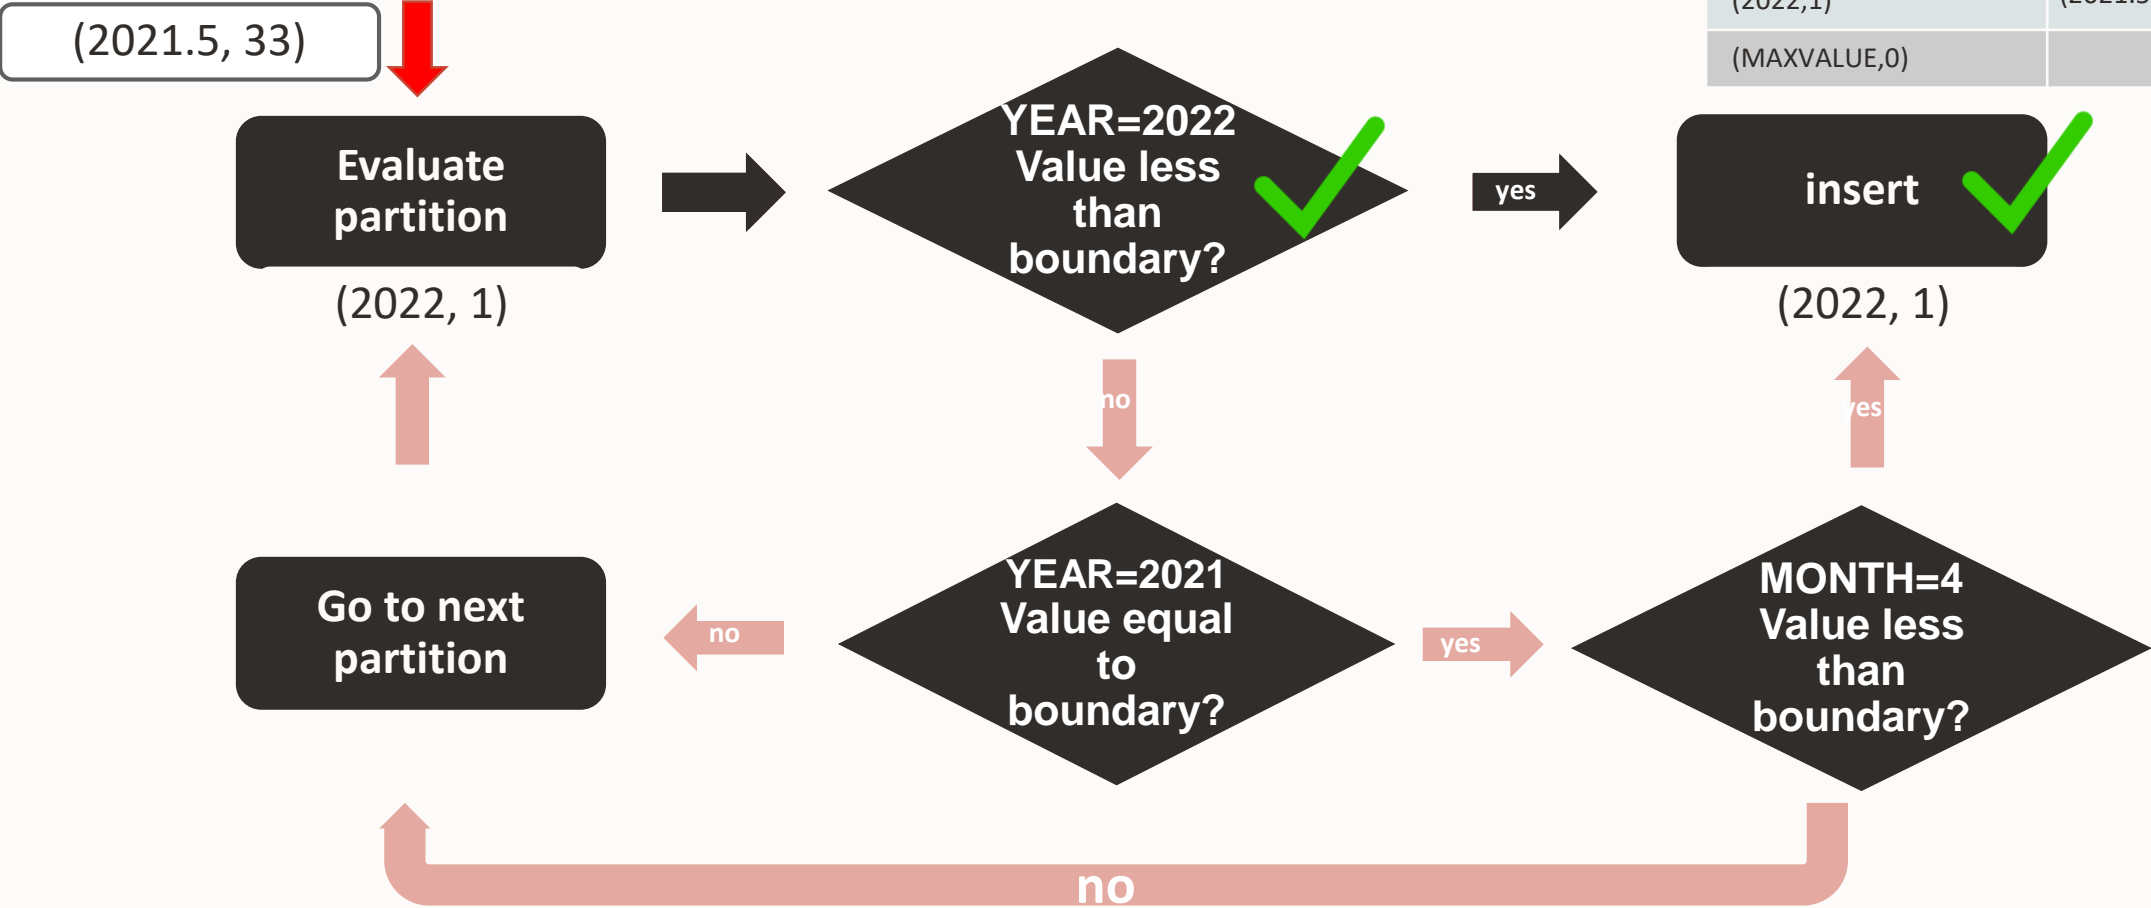 (2022,1)
(MAXVALUE,0)
(2021.5, 33)
Evaluate
partition
(2022, 1)
YEAR=2022
Value less
than
boundary?
yes
insert
(2022, 1)
no
yes
Go to next
partition
no
YEAR=2021
Value equal
to
boundary?
yes
MONTH=4
Value less
than
boundary?
no